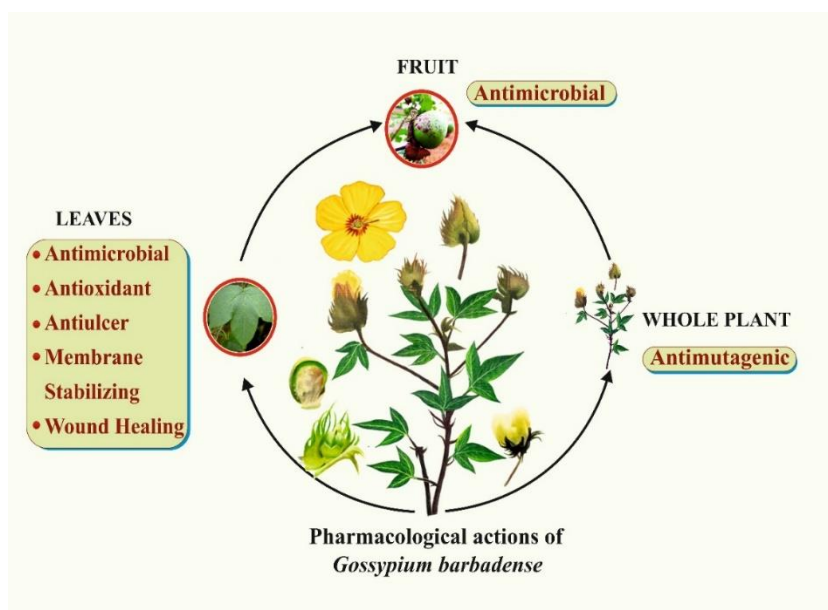 FRUIT
Antimicrobial
LEAVES
• Antimicrobial
• Antioxidant
• Antiulcer
• Membrane
Stabilizing
• Wound Healing
WHOLE PLANT
Antimutagenic
Pharmacological actions of
Gossypium barbadense